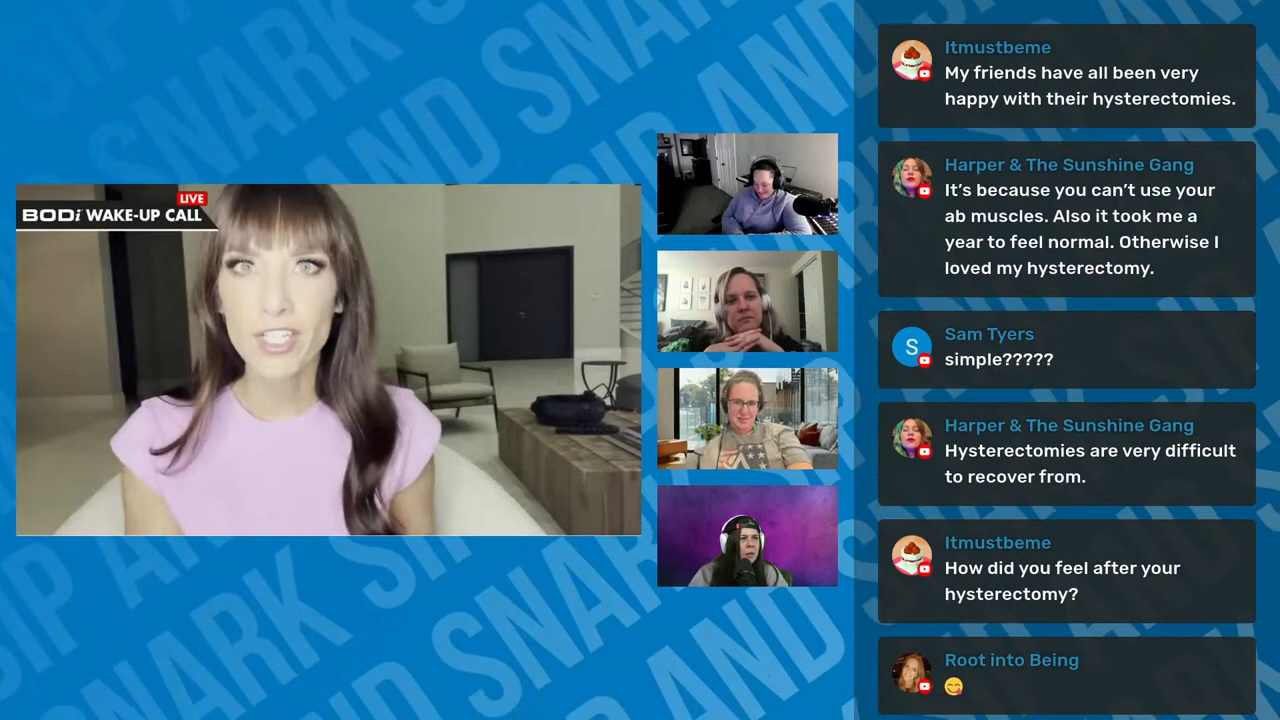 LIVE
BODi WAKE-UP CALL
SIP AND SNARK
Itmustbeme
My friends have all been very
happy with their hysterectomies.
Harper & The Sunshine Gang
It’s because you can’t use your
ab muscles. Also it took me a
year to feel normal. Otherwise I
loved my hysterectomy.
S
Sam Tyers
simple?????
Harper & The Sunshine Gang
Hysterectomies are very difficult
to recover from.
Itmustbeme
How did you feel after your
hysterectomy?
Root into Being
😋